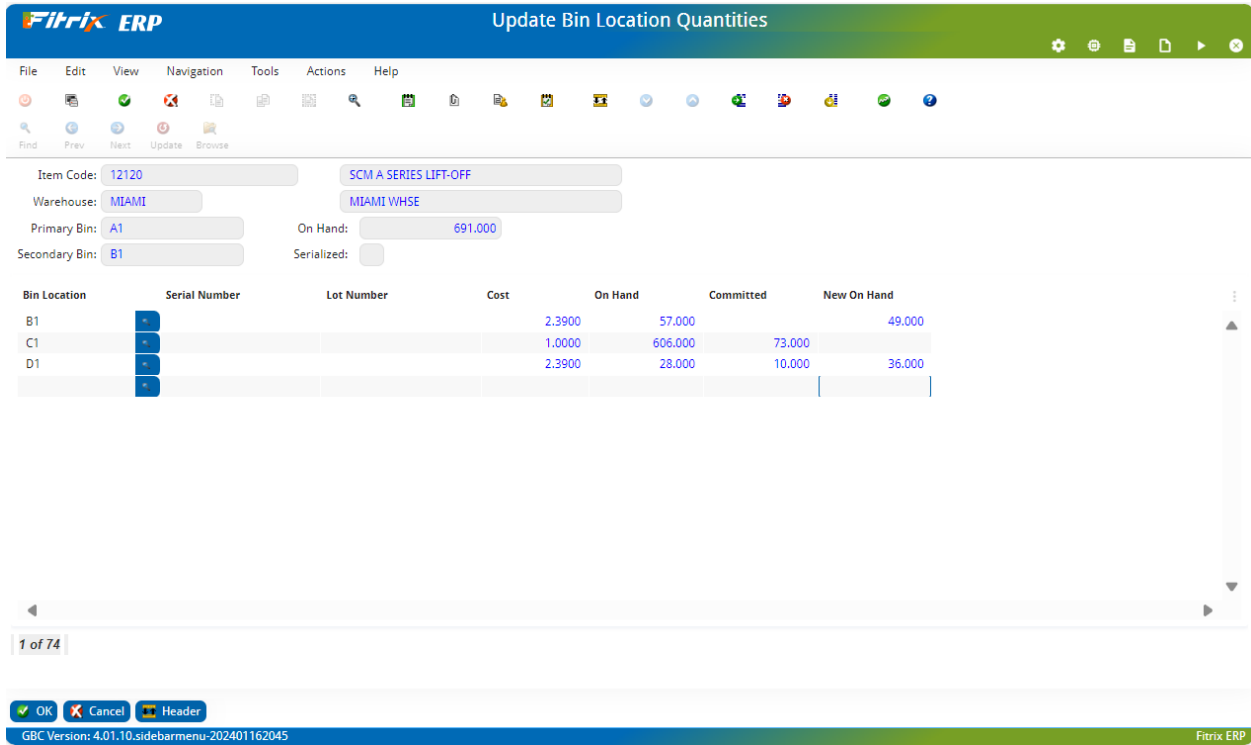 Fitrix ERP Update Bin Location Quantities
File Edit View Navigation Tools Actions Help
Find Prev Next Update Browse
Item Code: 12120 SCM A SERIES LIFT-OFF
Warehouse: MIAMI MIAMI WHSE
Primary Bin: A1 On Hand: 691.000
Secondary Bin: B1 Serialized:
Bin Location Serial Number Lot Number Cost On Hand Committed New On Hand
B1 2.3900 57.000 49.000
C1 1.0000 606.000 73.000
D1 2.3900 28.000 10.000 36.000
1 of 74
OK Cancel Header
GBC Version: 4.01.10.sidebarmenu-202401162045 Fitrix ERP